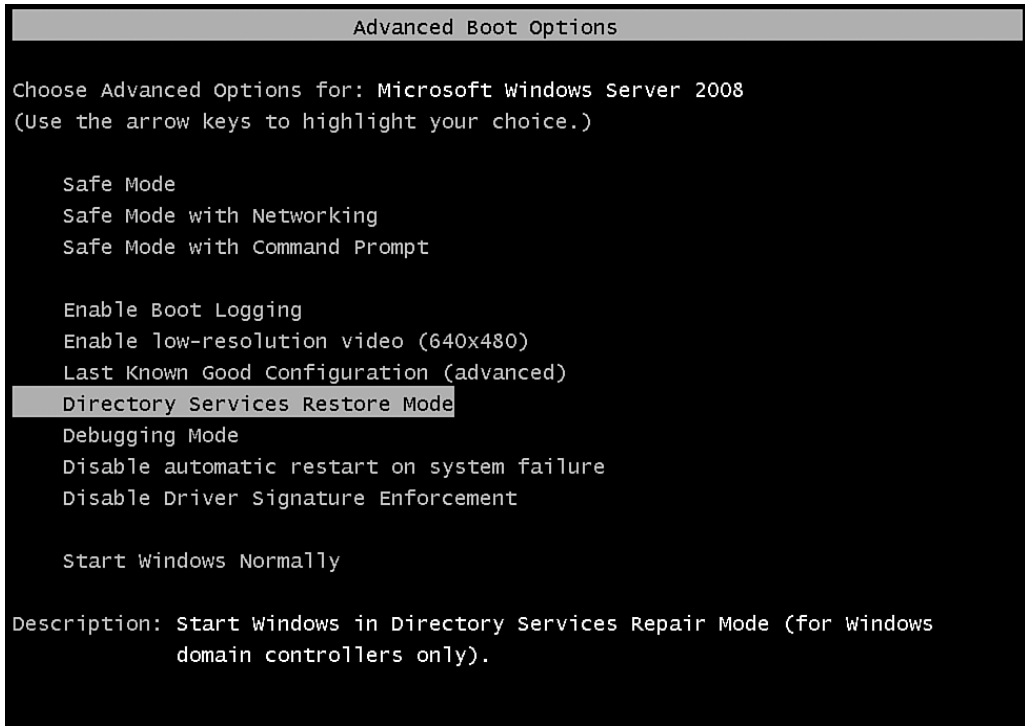 Advanced Boot Options
Choose Advanced Options for: Microsoft Windows Server 2008
(Use the arrow keys to highlight your choice.)
Safe Mode
Safe Mode with Networking
Safe Mode with Command Prompt
Enable Boot Logging
Enable low-resolution video (640x480)
Last Known Good Configuration (advanced)
Directory Services Restore Mode
Debugging Mode
Disable automatic restart on system failure
Disable Driver Signature Enforcement
Start Windows Normally
Description: Start Windows in Directory Services Repair Mode (for Windows
domain controllers only).